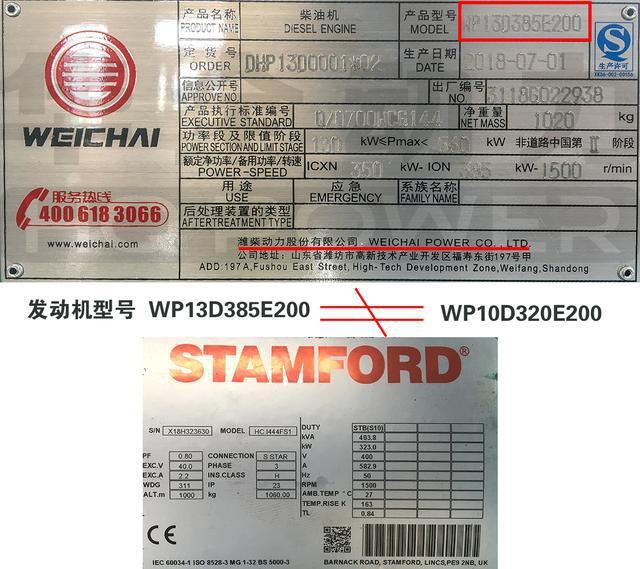 产品名称 PRODUCT NAME 柴油机 DIESEL ENGINE 产品型号 MODEL WP13D385E200
定货号 ORDER DHP13D0001*02 生产日期 DATE 2018-07-01
生产许可
XK06-002-00156
信息公开号 APPROVE NO 出厂编号 NO 3118G022938
产品执行标准编号 EXECUTIVE STANDARD Q/0700WCG144 净重量 NET MASS 1020 kg
功率段及限值阶段 POWER SECTION AND LIMIT STAGE 130 kW≤Pmax< 560 kW 非道路中国第 II 阶段
额定净功率/备用功率/转速 POWER-SPEED ICXN 350 kW- ION 385 kW- 1500 r/min
用途 USE 应急 EMERGENCY 系族名称 FAMILY NAME
后处理装置的类型 AFTERTREATMENT TYPE
WEICHAI
服务热线
400 618 3066
www.weichai.com
潍柴动力股份有限公司 WEICHAI POWER CO., LTD.
公司地址: 山东省潍坊市高新技术产业开发区福寿东街197号甲
ADD:197 A,Fushou East Street, High-Tech Development Zone,Weifang,Shandong
发动机型号 WP13D385E200 WP10D320E200
STAMFORD®
S/N X18H323630 MODEL HC.I444FS1
PF 0.80 CONNECTION S STAR
EXC.V 40.0 PHASE 3
EXC.A 2.2 INS.CLASS H
WDG 311 IP 23
ALT.m 1000 kg 1060.00
DUTY STB(S10)
kVA 403.8
kW 323.0
V 400
A 582.9
Hz 50
RPM 1500
AMB.TEMP °C 27
TEMP.RISE K 163
TL 0.84
CE
IEC 60034-1 ISO 8528-3 MG 1-32 BS 5000-3
BARNACK ROAD, STAMFORD, LINCS,PE9 2NB, UK